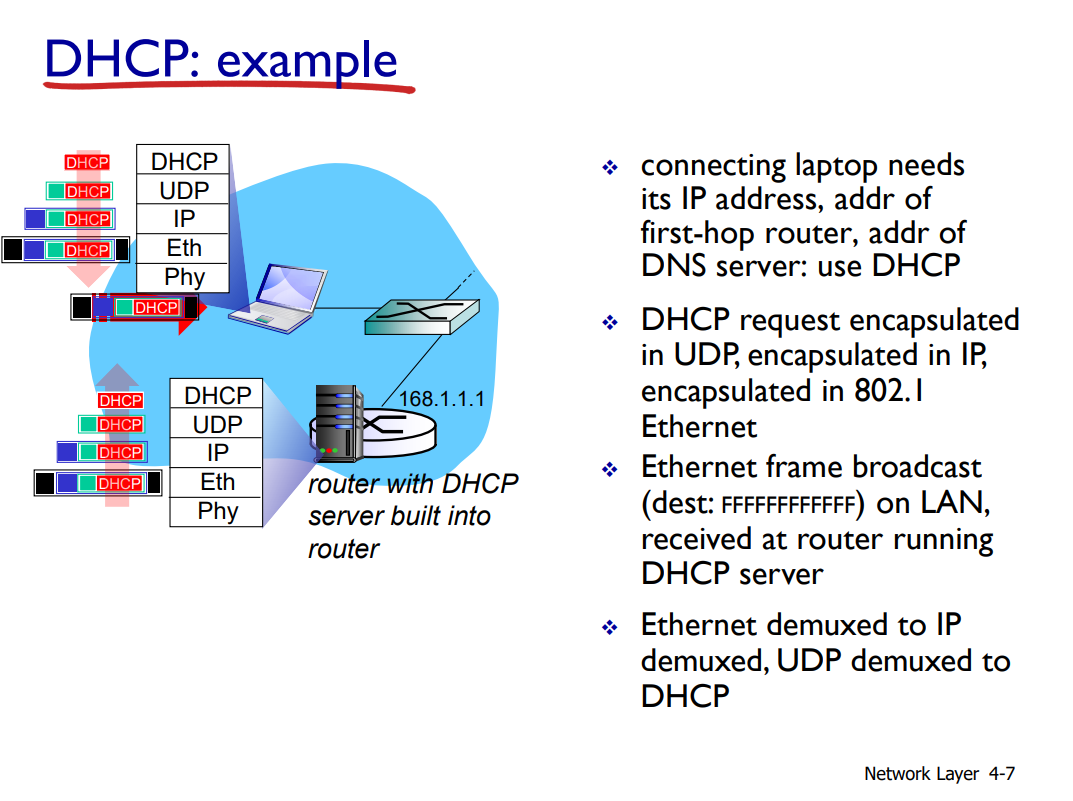 DHCP: example
DHCP
DHCP
DHCP
DHCP
DHCP
UDP
IP
Eth
Phy
DHCP
DHCP
DHCP
DHCP
DHCP
DHCP
UDP
IP
Eth
Phy
168.1.1.1
router with DHCP
server built into
router
connecting laptop needs
its IP address, addr of
first-hop router, addr of
DNS server: use DHCP
DHCP request encapsulated
in UDP, encapsulated in IP,
encapsulated in 802.1
Ethernet
Ethernet frame broadcast
(dest: FFFFFFFFFFFF) on LAN,
received at router running
DHCP server
Ethernet demuxed to IP
demuxed, UDP demuxed to
DHCP
Network Layer 4-7